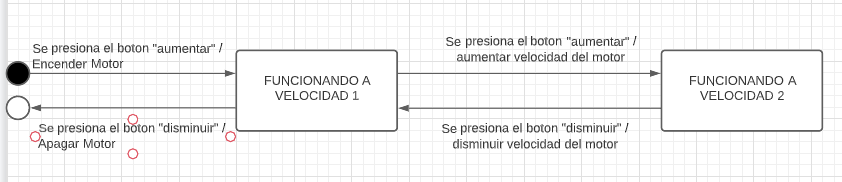 Se presiona el boton "aumentar" /
Encender Motor
FUNCIONANDO A
VELOCIDAD 1
Se presiona el boton "disminuir" /
Apagar Motor
Se presiona el boton "aumentar" /
aumentar velocidad del motor
Se presiona el boton "disminuir" /
disminuir velocidad del motor
FUNCIONANDO A
VELOCIDAD 2